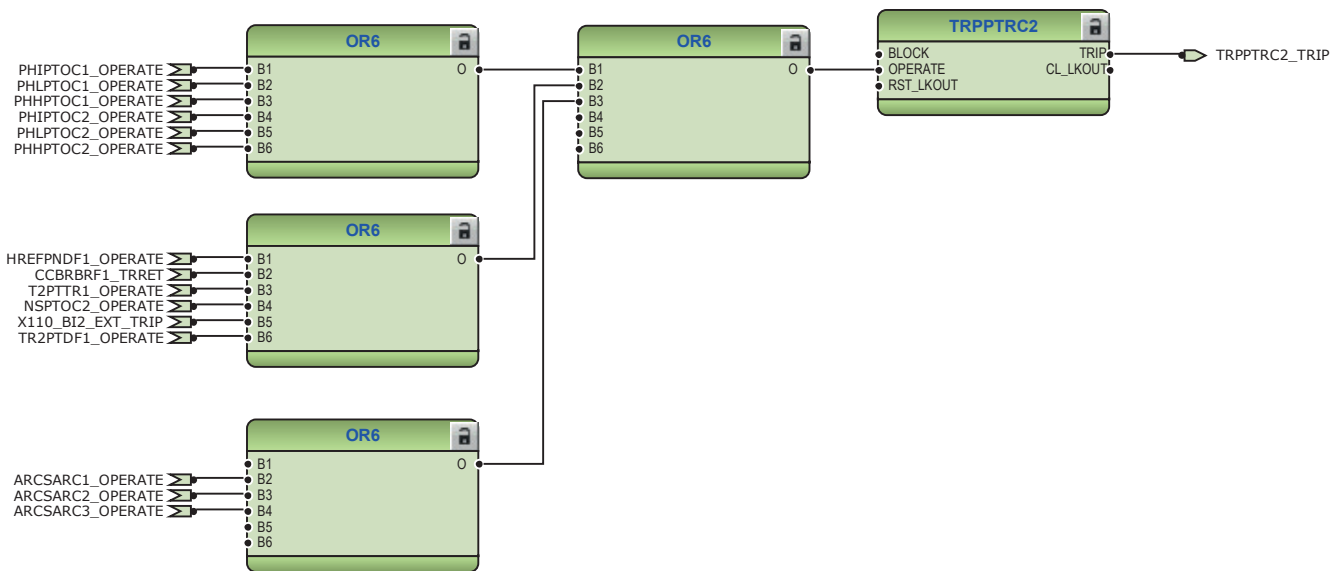 OR6
PHIPTOC1_OPERATE B1 O
PHLPTOC1_OPERATE B2
PHHPTOC1_OPERATE B3
PHIPTOC2_OPERATE B4
PHLPTOC2_OPERATE B5
PHHPTOC2_OPERATE B6
OR6
B1 O
B2
B3
B4
B5
B6
TRPPTRC2
BLOCK TRIP TRPPTRC2_TRIP
OPERATE CL_LKOUT
RST_LKOUT
OR6
HREFPNDF1_OPERATE B1 O
CCBRBRF1_TRRET B2
T2PTTR1_OPERATE B3
NSPTOC2_OPERATE B4
X110_BI2_EXT_TRIP B5
TR2PTDF1_OPERATE B6
OR6
B1 O
ARCSARC1_OPERATE B2
ARCSARC2_OPERATE B3
ARCSARC3_OPERATE B4
B5
B6